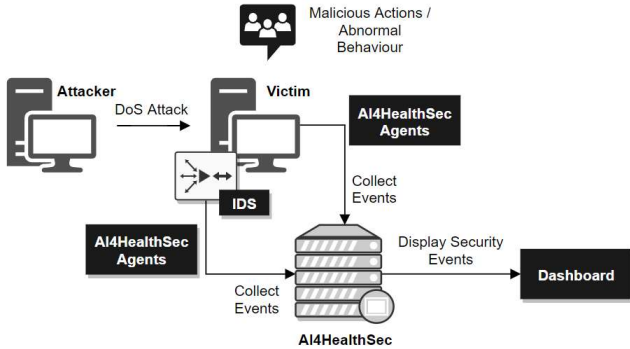 Malicious Actions /
Abnormal
Behaviour
Attacker
Victim
DoS Attack
AI4HealthSec
Agents
IDS
Collect
Events
AI4HealthSec
Agents
Display Security
Events
Dashboard
Collect
Events
AI4HealthSec